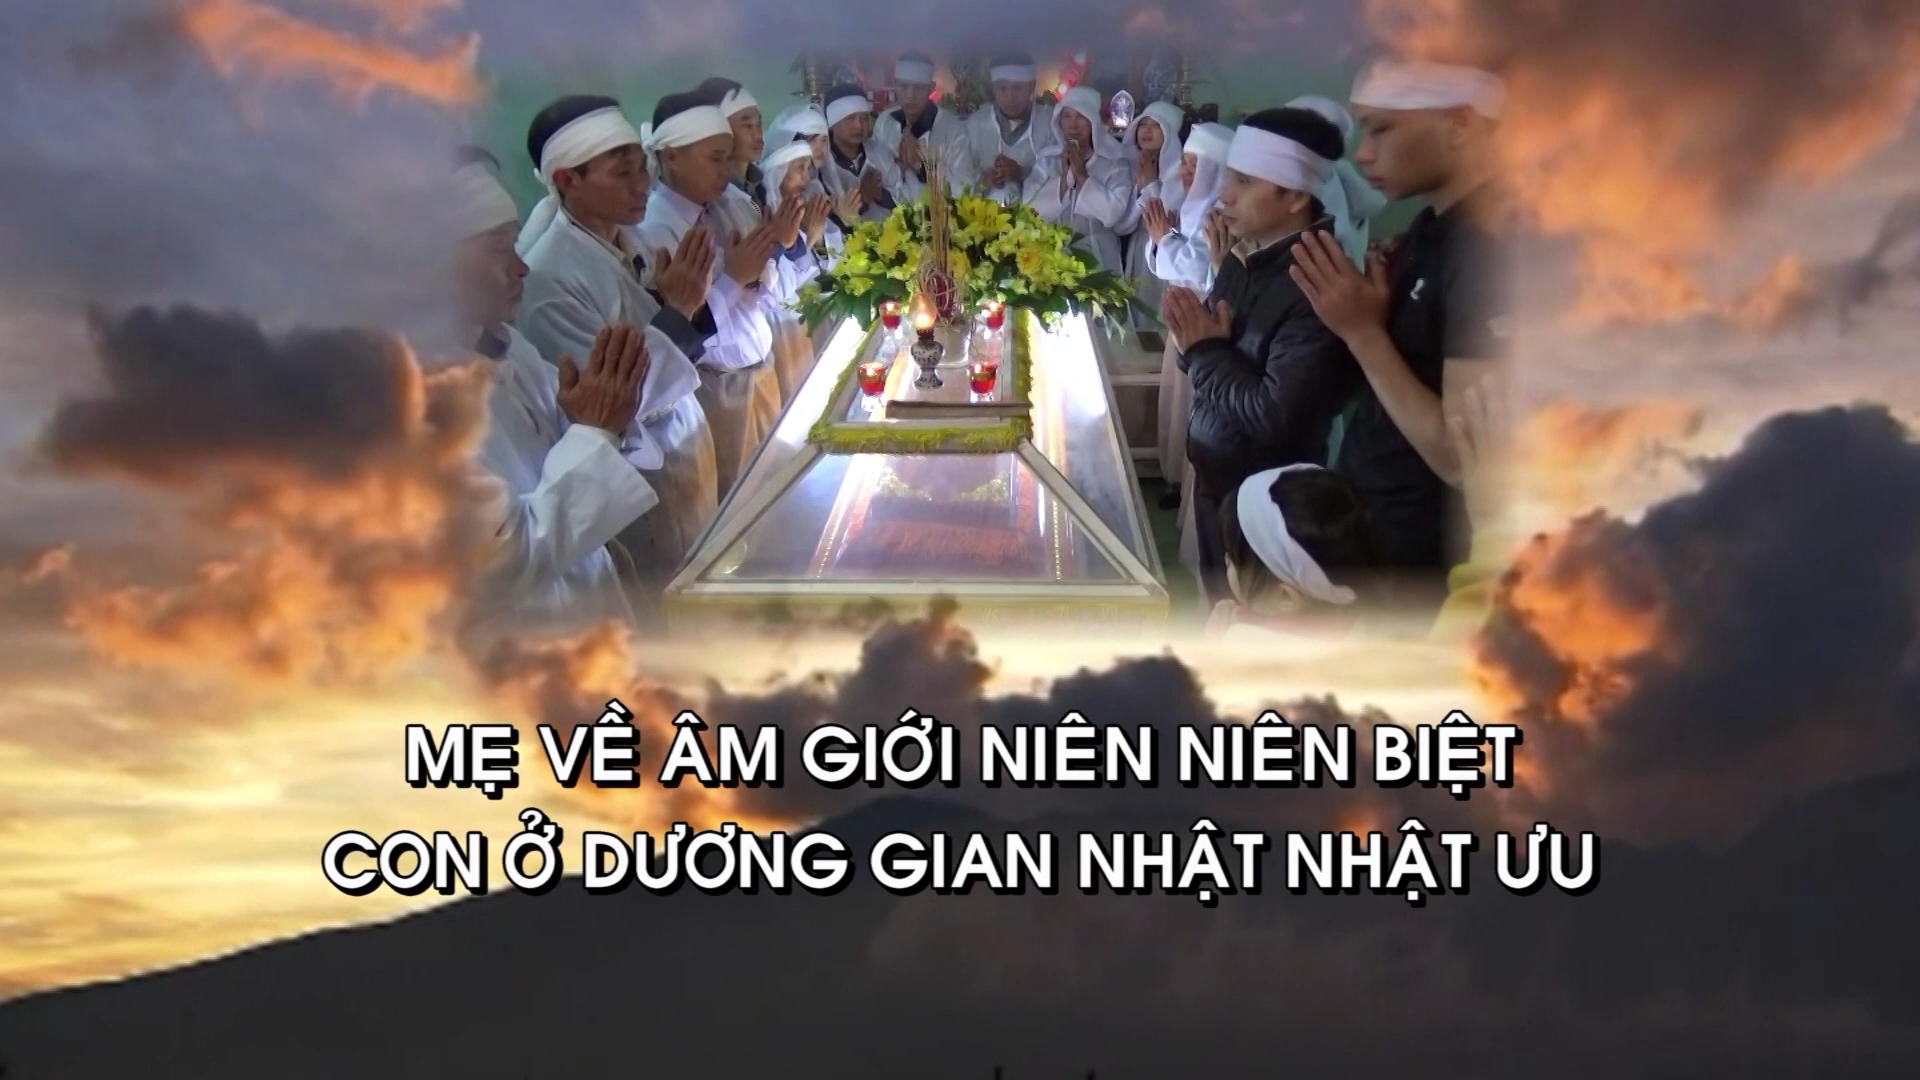 MẸ VỀ ÂM GIỚI NIÊN NIÊN BIỆT
CON Ở DƯƠNG GIAN NHẬT NHẬT ƯU